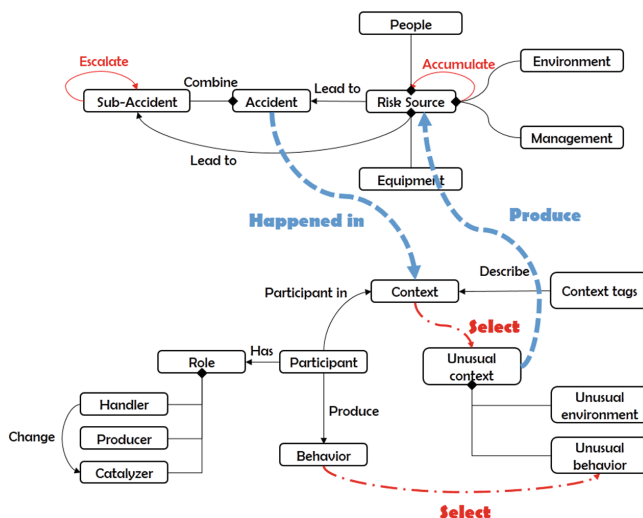 People
Escalate
Accumulate
Environment
Combine
Lead to
Sub-Accident
Accident
Risk Source
Management
Lead to
Equipment
Happened in
Produce
Describe
Participant in
Context
Context tags
Select
Has
Role
Participant
Unusual
context
Handler
Unusual
environment
Produce
Change
Producer
Behavior
Unusual
behavior
Catalyzer
Select